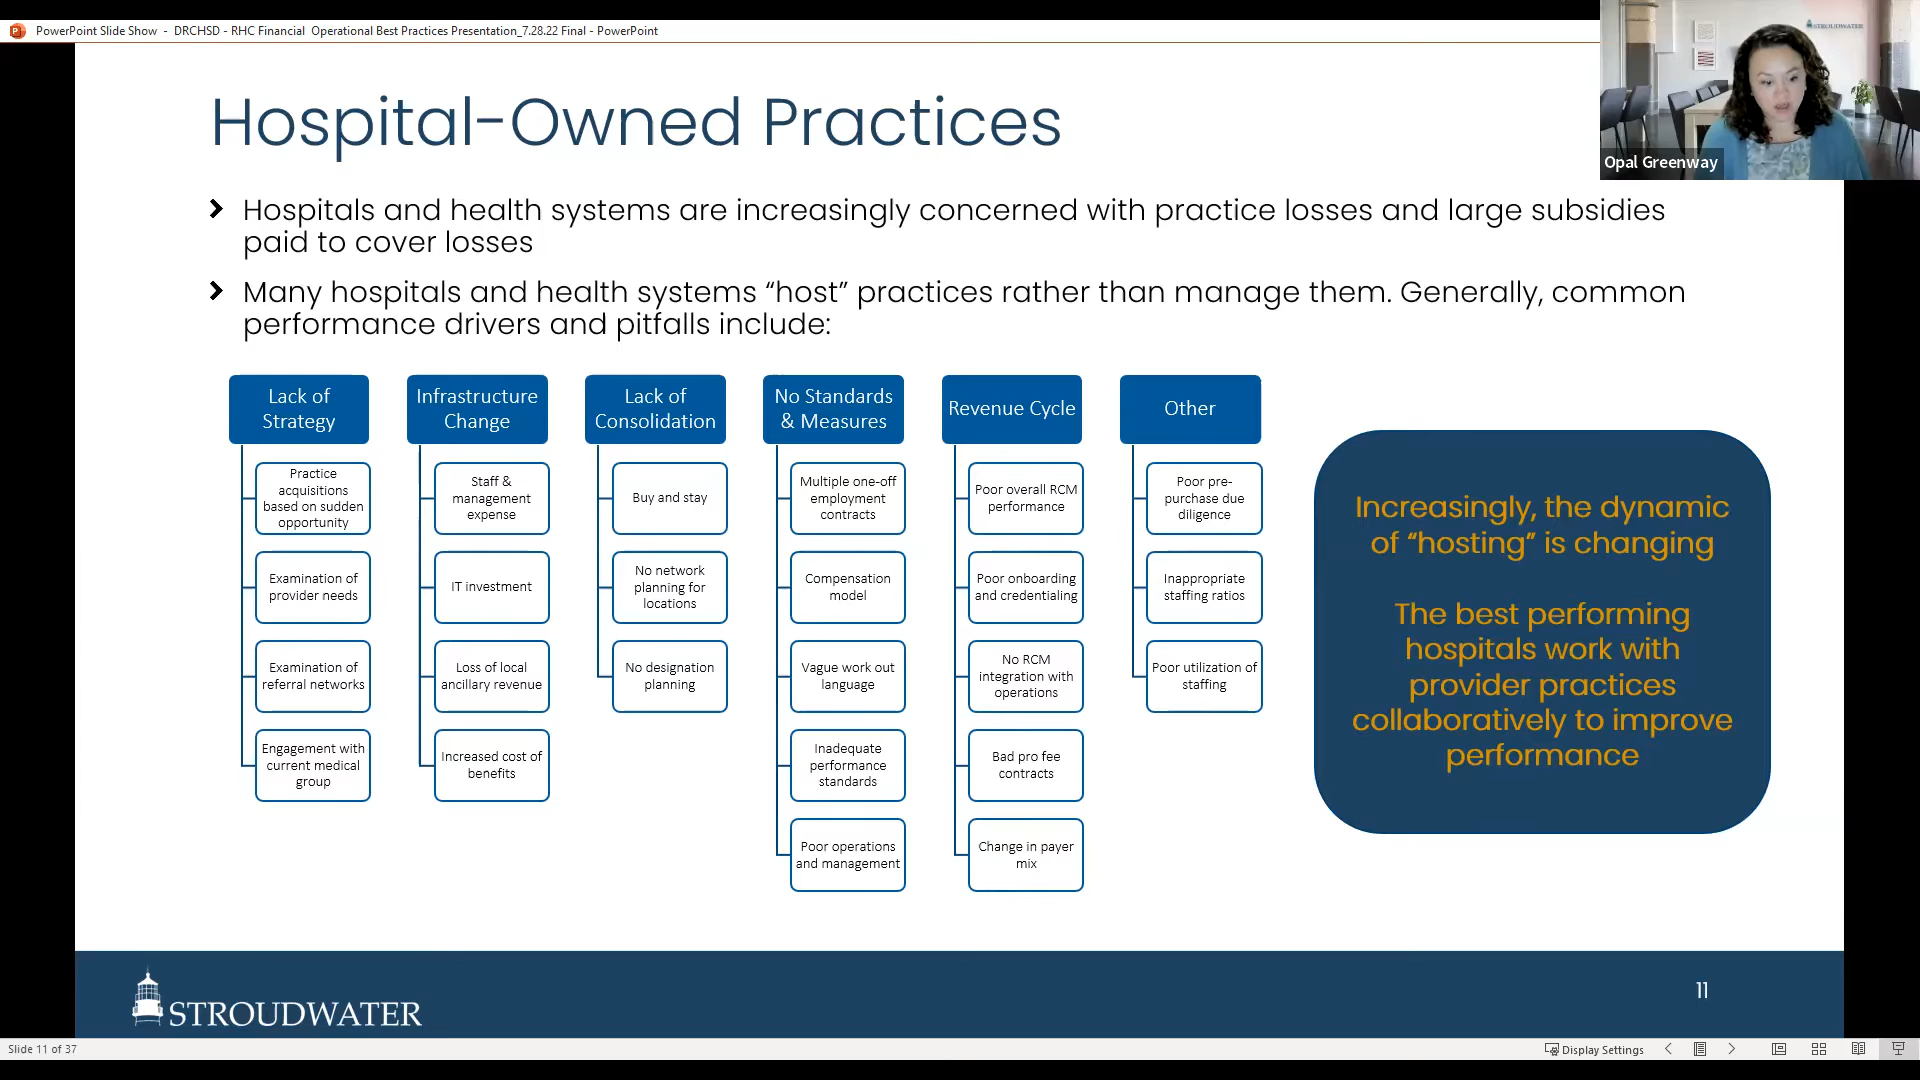 PowerPoint Slide Show - DRCHSD - RHC Financial Operational Best Practices Presentation_7.28.22 Final - PowerPoint
STROUDWATER
Opal Greenway
Hospital-Owned Practices
Hospitals and health systems are increasingly concerned with practice losses and large subsidies
paid to cover losses
Many hospitals and health systems “host” practices rather than manage them. Generally, common
performance drivers and pitfalls include:
Lack of
Strategy
Practice
acquisitions
based on sudden
opportunity
Examination of
provider needs
Examination of
referral networks
Engagement with
current medical
group
Infrastructure
Change
Staff &
management
expense
IT investment
Loss of local
ancillary revenue
Increased cost of
benefits
Lack of
Consolidation
Buy and stay
No network
planning for
locations
No designation
planning
No Standards
& Measures
Multiple one-off
employment
contracts
Compensation
model
Vague work out
language
Inadequate
performance
standards
Poor operations
and management
Revenue Cycle
Poor overall RCM
performance
Poor onboarding
and credentialing
No RCM
integration with
operations
Bad pro fee
contracts
Change in payer
mix
Other
Poor pre-
purchase due
diligence
Inappropriate
staffing ratios
Poor utilization of
staffing
Increasingly, the dynamic
of “hosting” is changing
The best performing
hospitals work with
provider practices
collaboratively to improve
performance
STROUDWATER
11
Slide 11 of 37
Display Settings